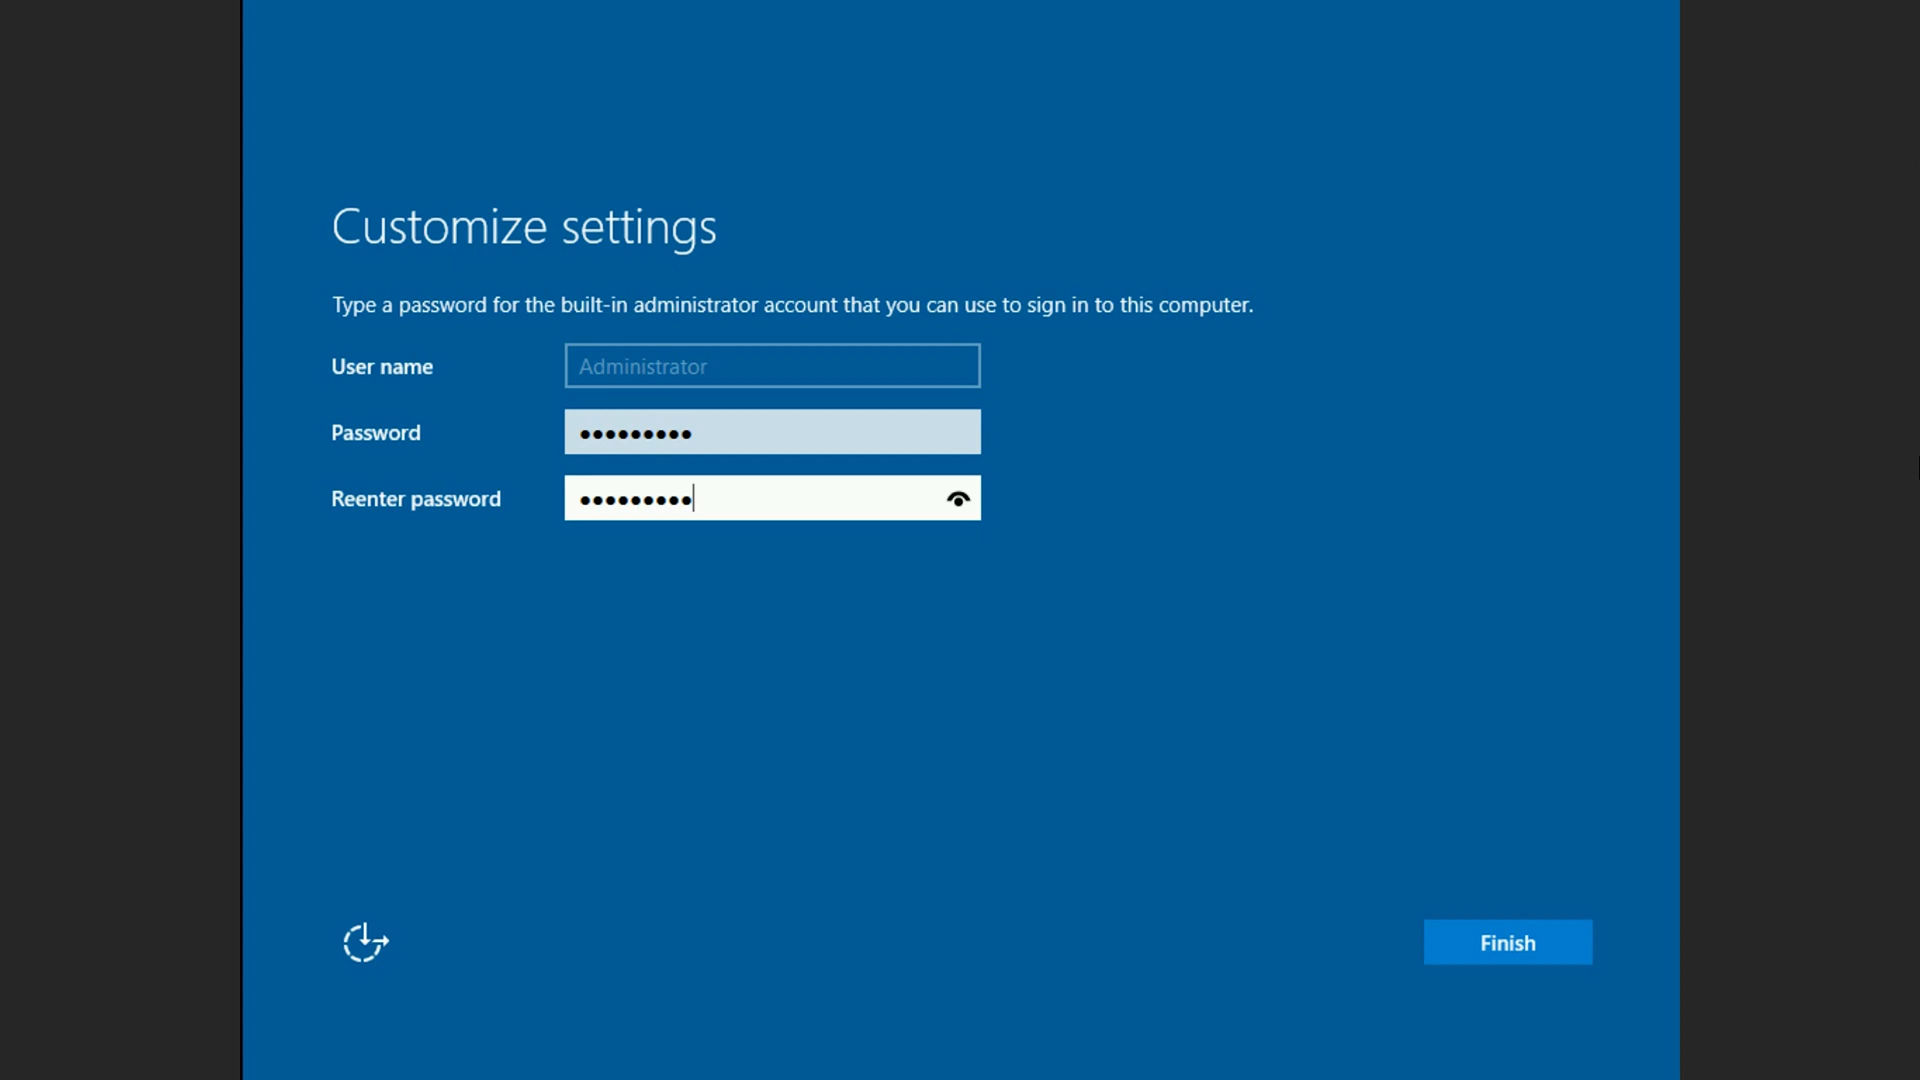 Customize settings
Type a password for the built-in administrator account that you can use to sign in to this computer.
User name
Administrator
Password
●●●●●●●●●
Reenter password
●●●●●●●●●
Finish